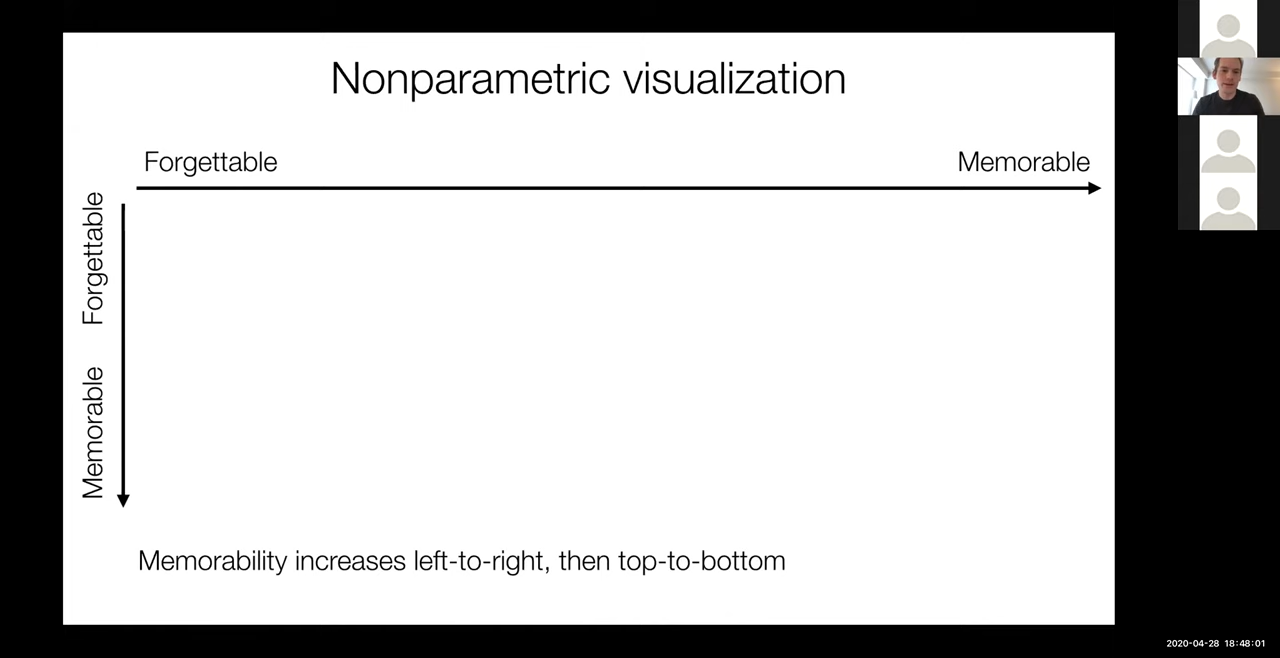 Nonparametric visualization
Forgettable
Memorable
Forgettable
Memorable
Memorability increases left-to-right, then top-to-bottom
2020-04-28 18:48:01